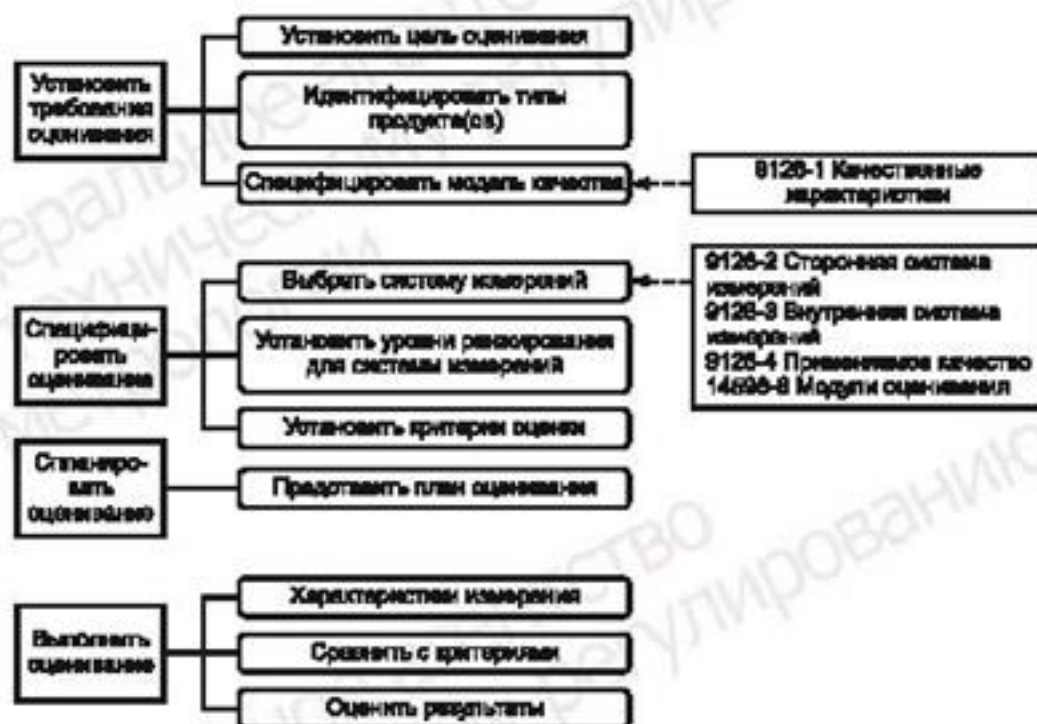 Установить
требования
оценивания
Установить цель оценивания
Идентифицировать типы
продукта(ов)
Специфицировать модель качества
9126-1 Качественные
характеристики
Специфици-
ровать
оценивание
Выбрать систему измерений
Установить уровни ранжирования
для системы измерений
Установить критерии оценки
9126-2 Сторонняя система
измерений
9126-3 Внутренняя система
измерений
9126-4 Применяемое качество
14598-6 Модули оценивания
Спланиро-
вать
оценивание
Представить план оценивания
Выполнить
оценивание
Характеристики измерения
Сравнить с критериями
Оценить результаты